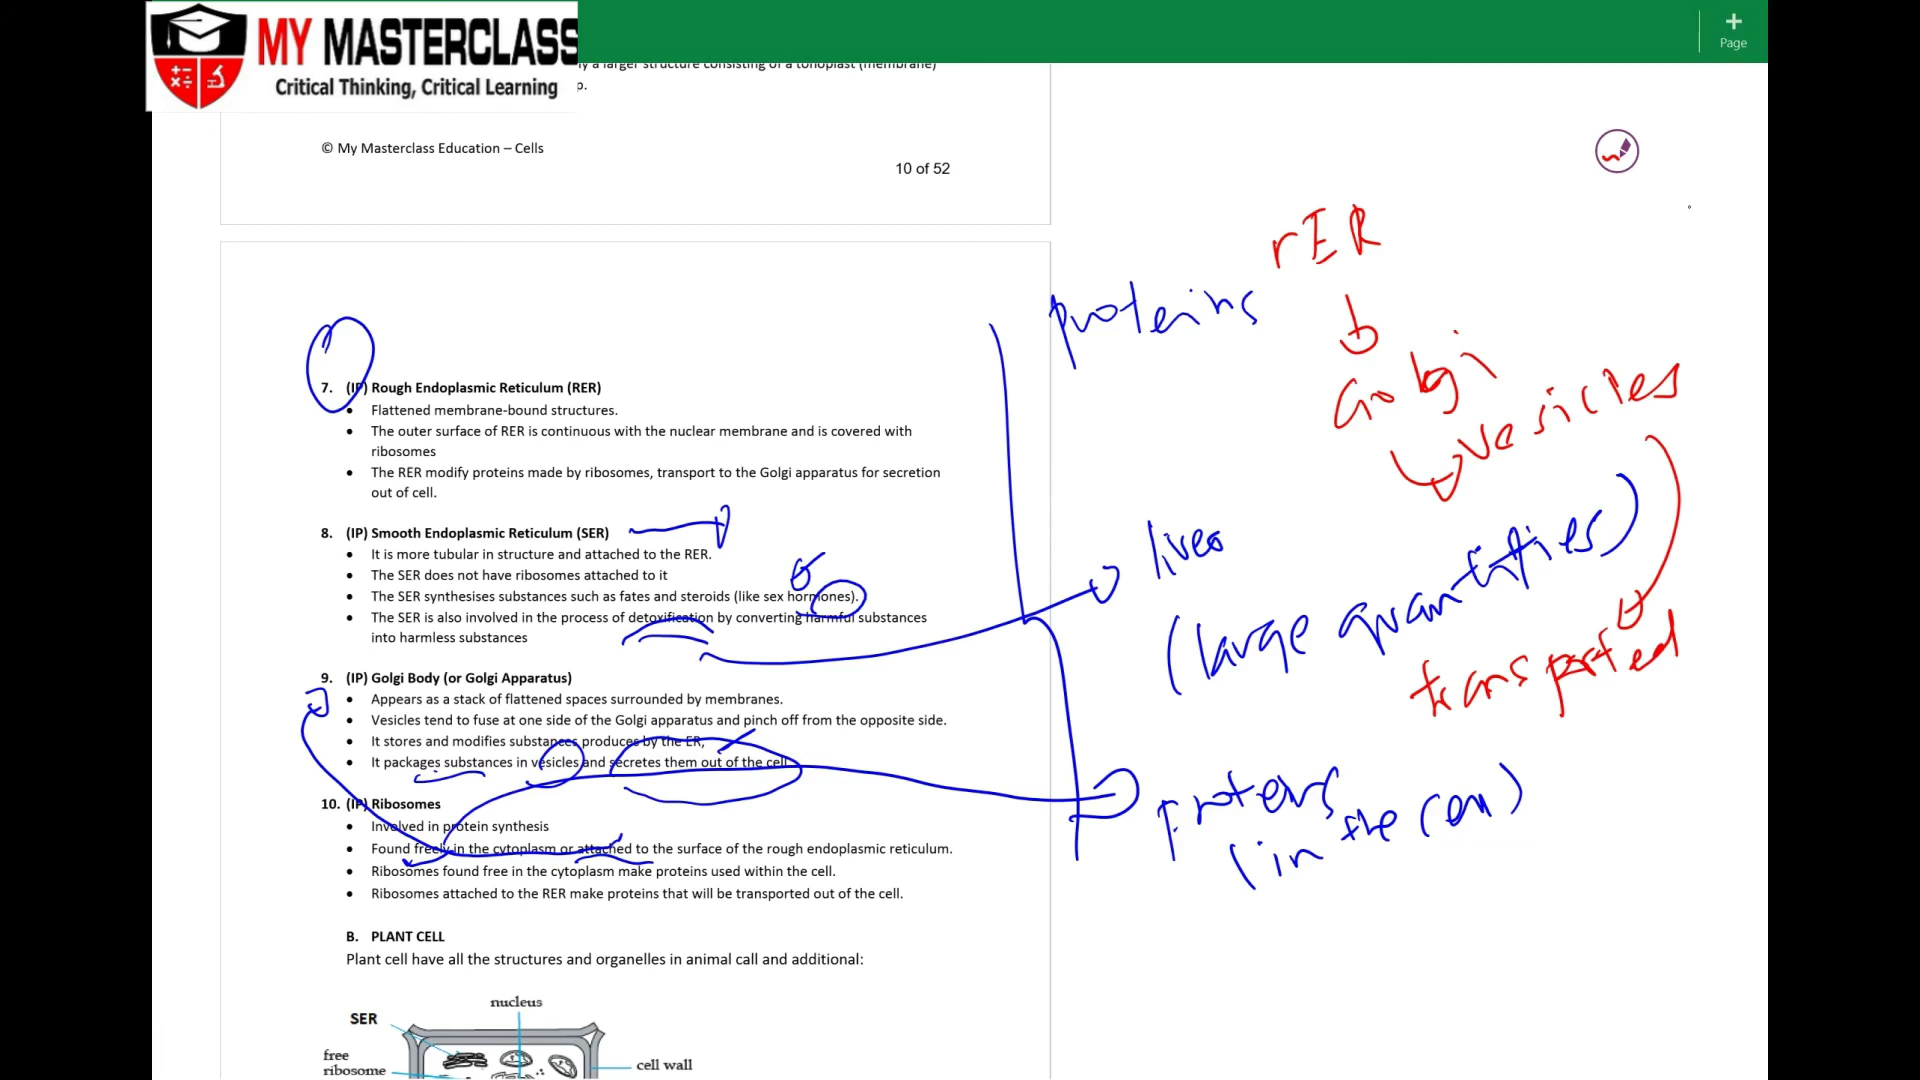 MY MASTERCLASS
Critical Thinking, Critical Learning
Page
a larger structure consisting of a tonoplast (membrane)
p.
© My Masterclass Education – Cells
10 of 52
7. (IP) Rough Endoplasmic Reticulum (RER)
• Flattened membrane-bound structures.
• The outer surface of RER is continuous with the nuclear membrane and is covered with
ribosomes
• The RER modify proteins made by ribosomes, transport to the Golgi apparatus for secretion
out of cell.
8. (IP) Smooth Endoplasmic Reticulum (SER)
• It is more tubular in structure and attached to the RER.
• The SER does not have ribosomes attached to it
• The SER synthesises substances such as fates and steroids (like sex hormones).
• The SER is also involved in the process of detoxification by converting harmful substances
into harmless substances
9. (IP) Golgi Body (or Golgi Apparatus)
• Appears as a stack of flattened spaces surrounded by membranes.
• Vesicles tend to fuse at one side of the Golgi apparatus and pinch off from the opposite side.
• It stores and modifies substances produces by the ER,
• It packages substances in vesicles and secretes them out of the cell
10. (IP) Ribosomes
• Involved in protein synthesis
• Found freely in the cytoplasm or attached to the surface of the rough endoplasmic reticulum.
• Ribosomes found free in the cytoplasm make proteins used within the cell.
• Ribosomes attached to the RER make proteins that will be transported out of the cell.
B. PLANT CELL
Plant cell have all the structures and organelles in animal call and additional:
nucleus
SER
free
ribosome
cell wall
rER
proteins
Golgi
vesicles
liver
(large quantities)
transported
proteins
(in the cell)